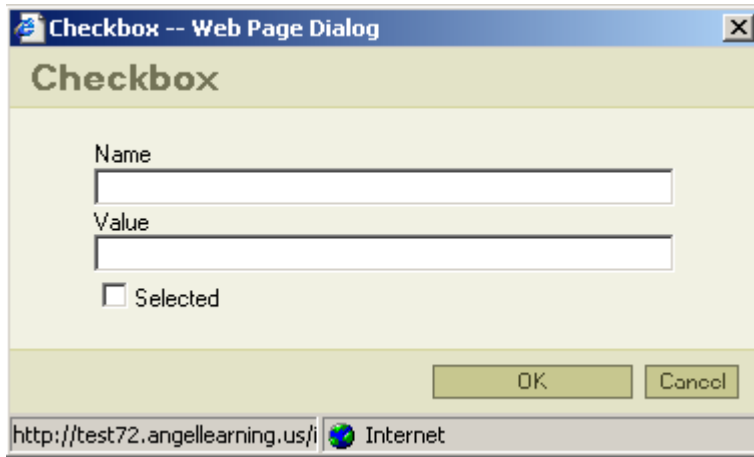 Checkbox -- Web Page Dialog
Checkbox
Name
Value
Selected
OK Cancel
http://test72.angellearning.us/i Internet